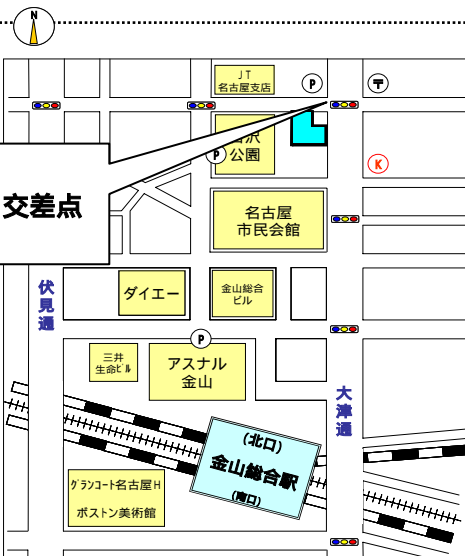 N
JT
名古屋支店
P
〒
沢
公園
P
K
交差点
名古屋
市民会館
伏見通
ダイエー
金山総合
ビル
P
三井
生命ビル
アスナル
金山
大津通
(北口)
金山総合駅
(南口)
グランコート名古屋H
ボストン美術館